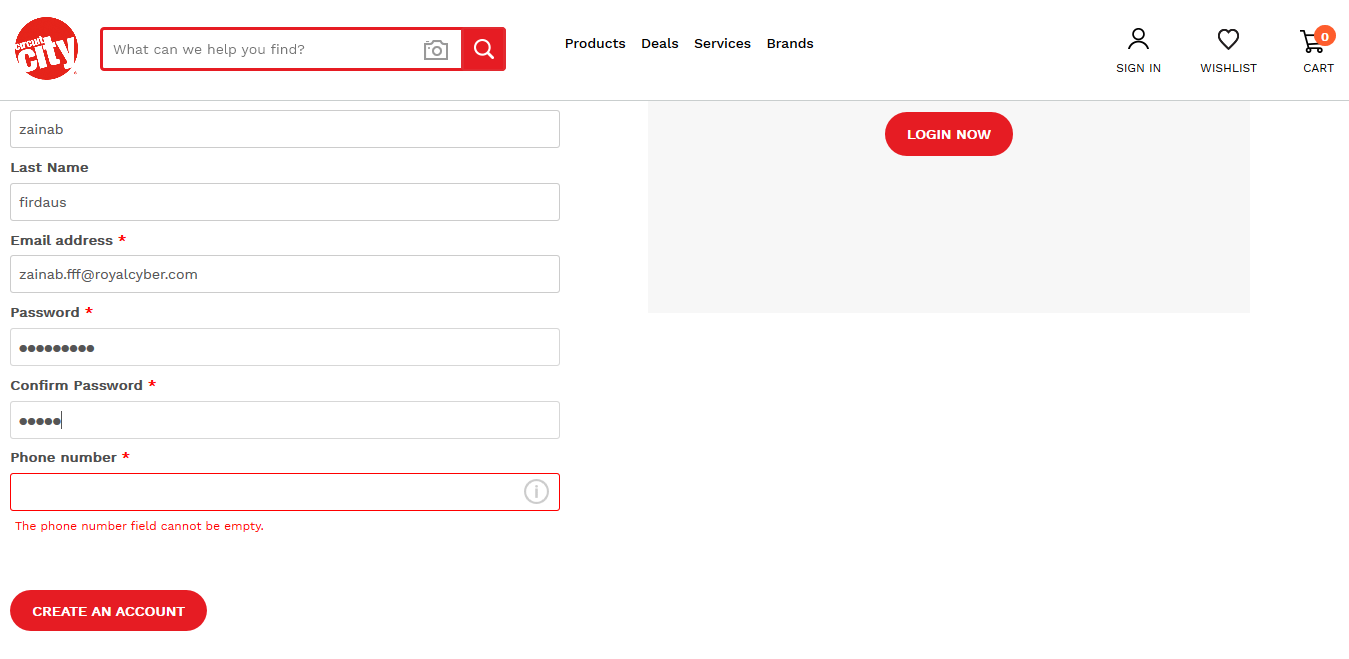 circuit
city
What can we help you find?
Products Deals Services Brands
SIGN IN
WISHLIST
0
CART
zainab
Last Name
firdaus
Email address *
zainab.fff@royalcyber.com
Password *
●●●●●●●●●
Confirm Password *
●●●●●
Phone number *
The phone number field cannot be empty.
CREATE AN ACCOUNT
LOGIN NOW